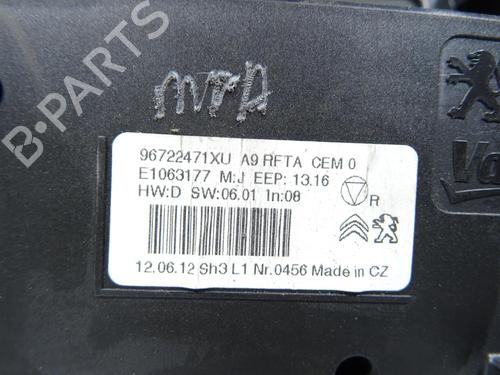 B-PARTS
96722471XU A9 RFTA CEM 0
E1063177 M:J EEP: 13.16
HW:D SW:06.01 In:08
R
12.06.12 Sh3 L1 Nr.0456 Made in CZ